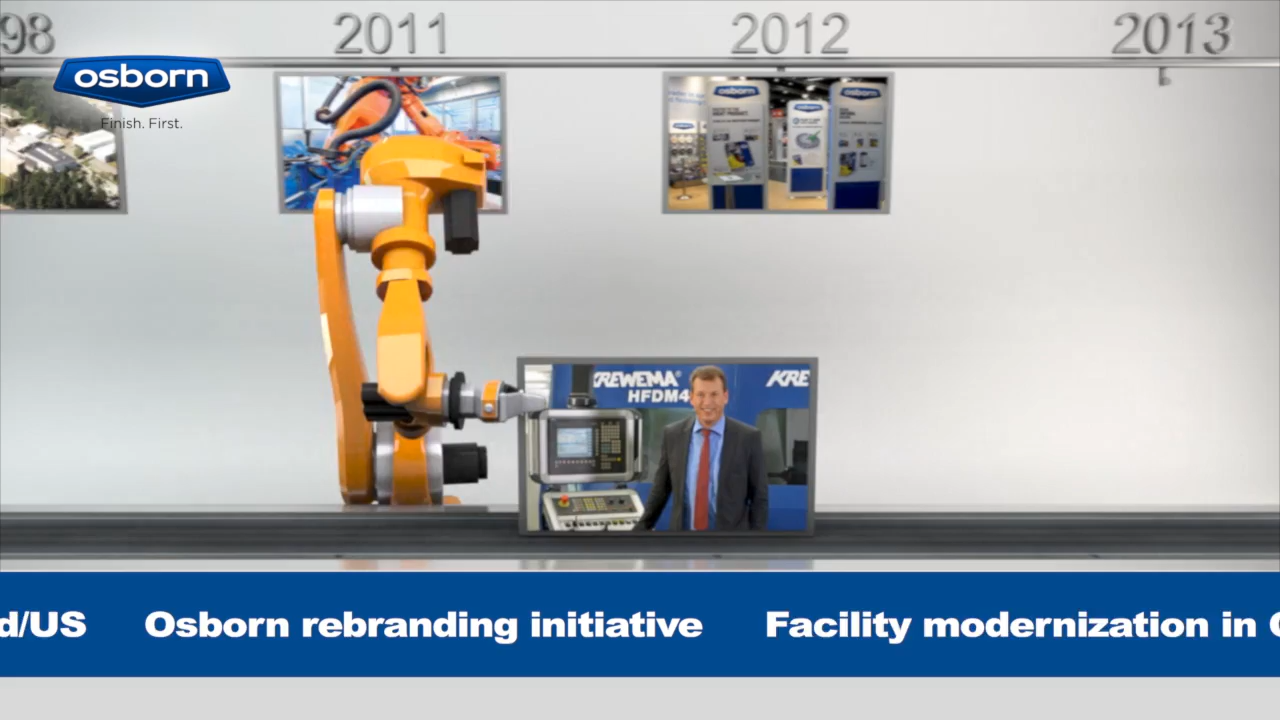 98 2011 2012 2013
osborn
Finish. First.
osborn
osborn
osborn
KREWEMA®
HFDM4
KRE
d/US Osborn rebranding initiative Facility modernization in